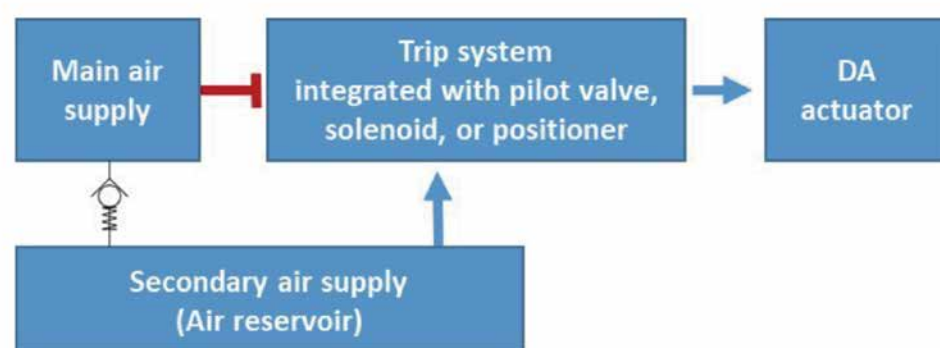 Main air
supply
Trip system
integrated with pilot valve,
solenoid, or positioner
DA
actuator
Secondary air supply
(Air reservoir)